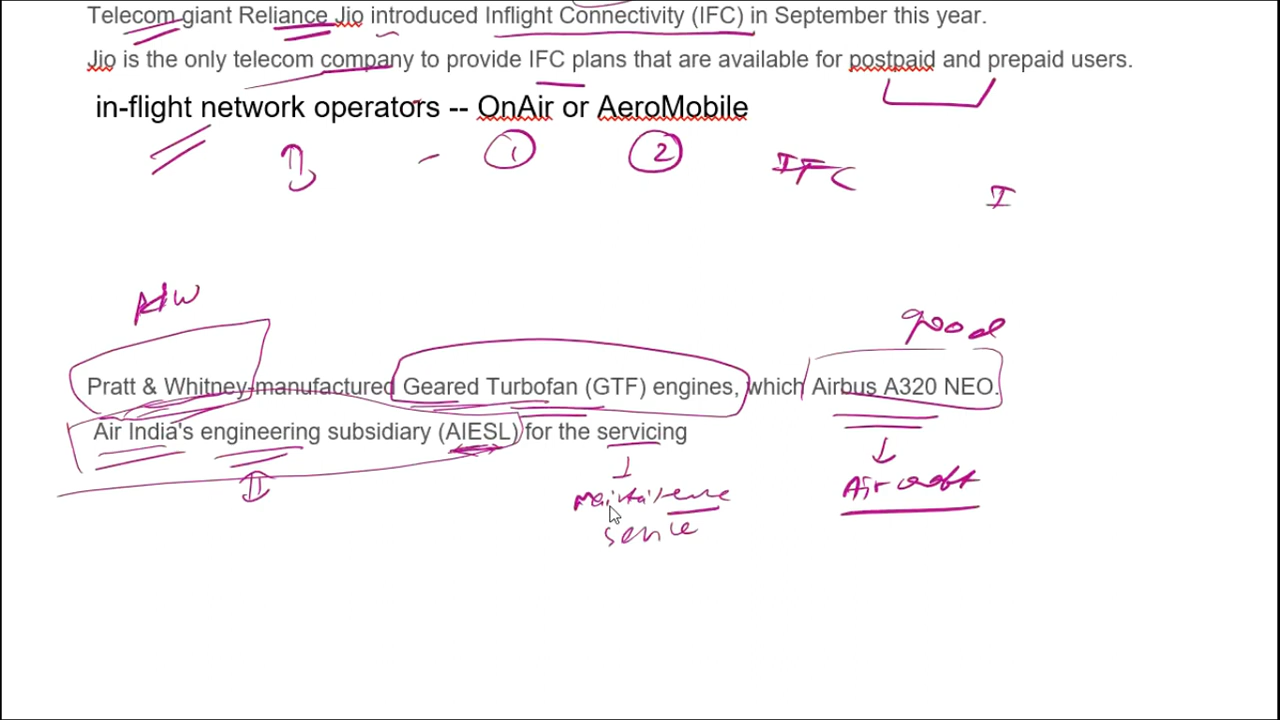 Telecom giant Reliance Jio introduced Inflight Connectivity (IFC) in September this year.
Jio is the only telecom company to provide IFC plans that are available for postpaid and prepaid users.
in-flight network operators -- OnAir or AeroMobile
1 2 IFC
I
good
Pratt & Whitney-manufactured Geared Turbofan (GTF) engines, which Airbus A320 NEO.
Air India's engineering subsidiary (AIESL) for the servicing
Aircraft
service